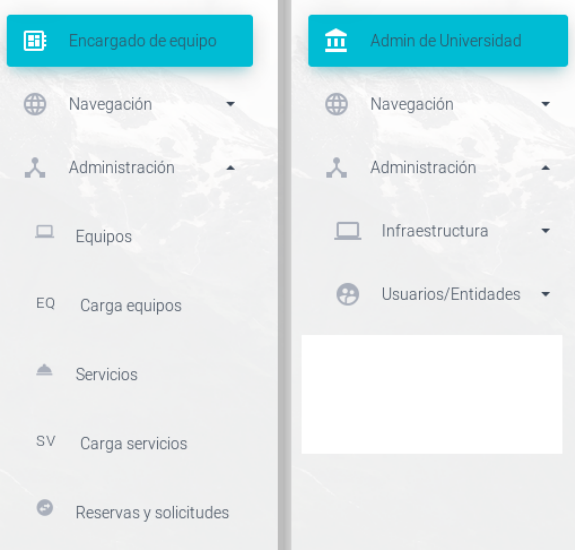 Encargado de equipo
Navegación
Administración
Equipos
EQ Carga equipos
Servicios
SV Carga servicios
Reservas y solicitudes
Admin de Universidad
Navegación
Administración
Infraestructura
Usuarios/Entidades